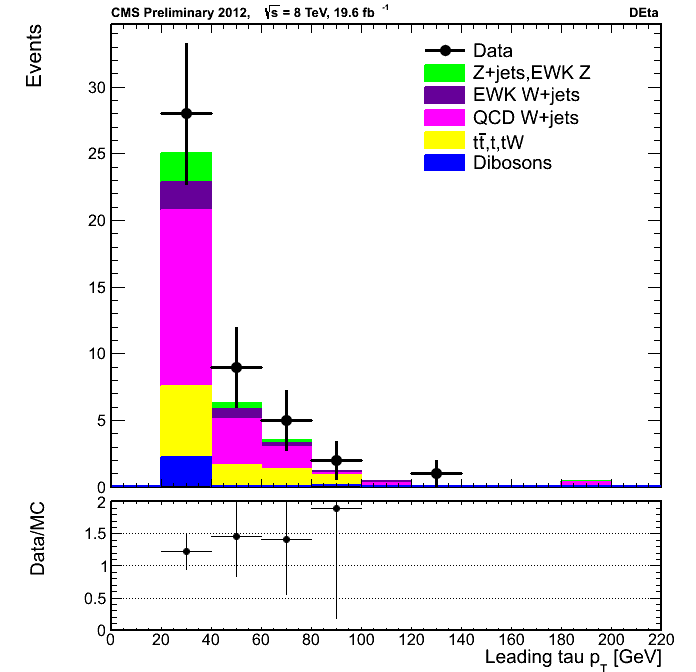 CMS Preliminary 2012, √s = 8 TeV, 19.6 fb⁻¹ DEta
Events
30
25
20
15
10
5
0
Data
Z+jets,EWK Z
EWK W+jets
QCD W+jets
tt̅,t,tW
Dibosons
Data/MC
2
1.5
1
0.5
0
0 20 40 60 80 100 120 140 160 180 200 220
Leading tau p_T [GeV]